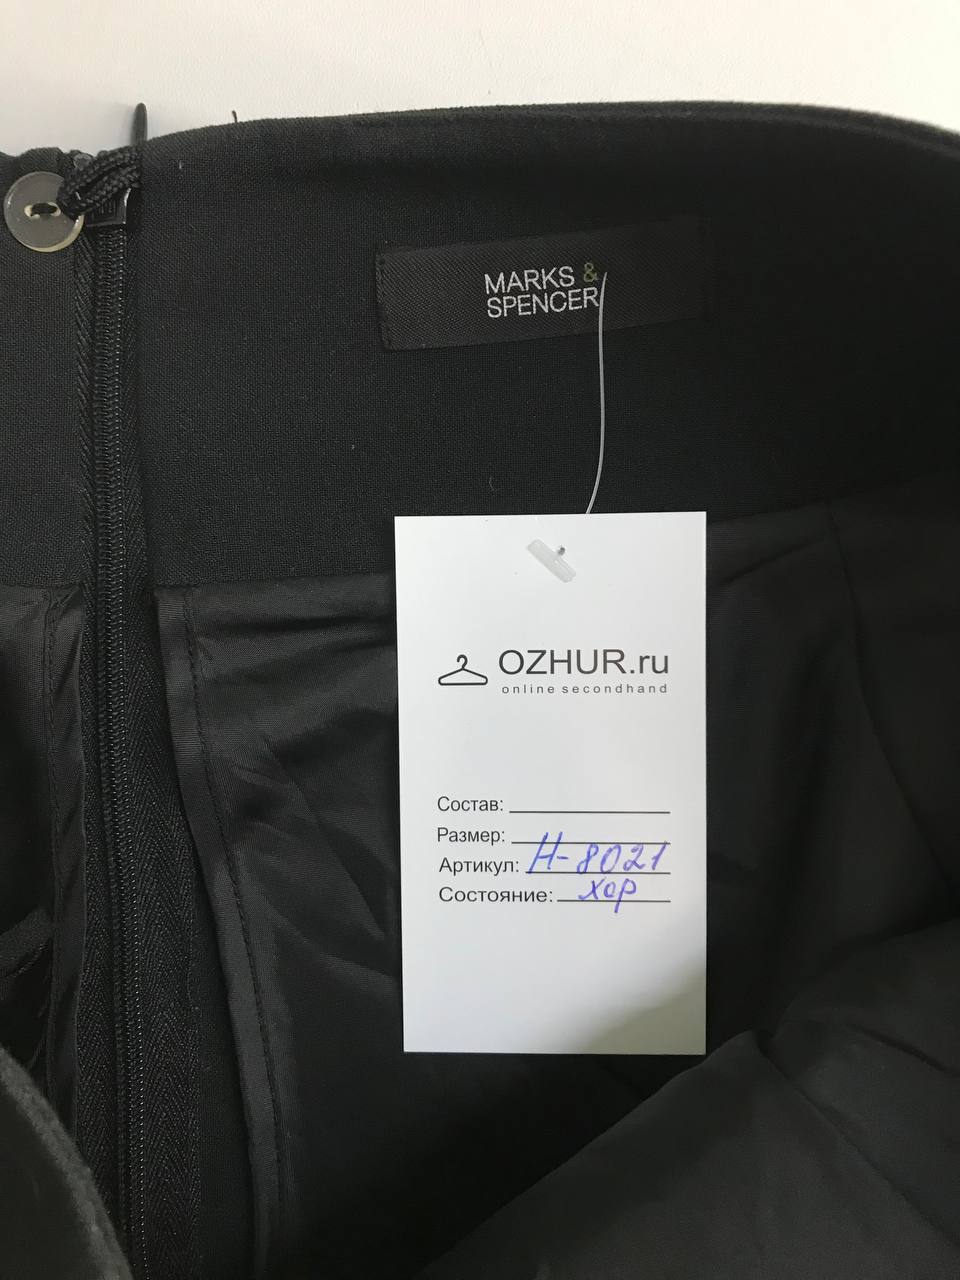 MARKS &
SPENCER
OZHUR.ru
online secondhand
Состав:
Размер:
Артикул: Н-8021
Состояние: хор